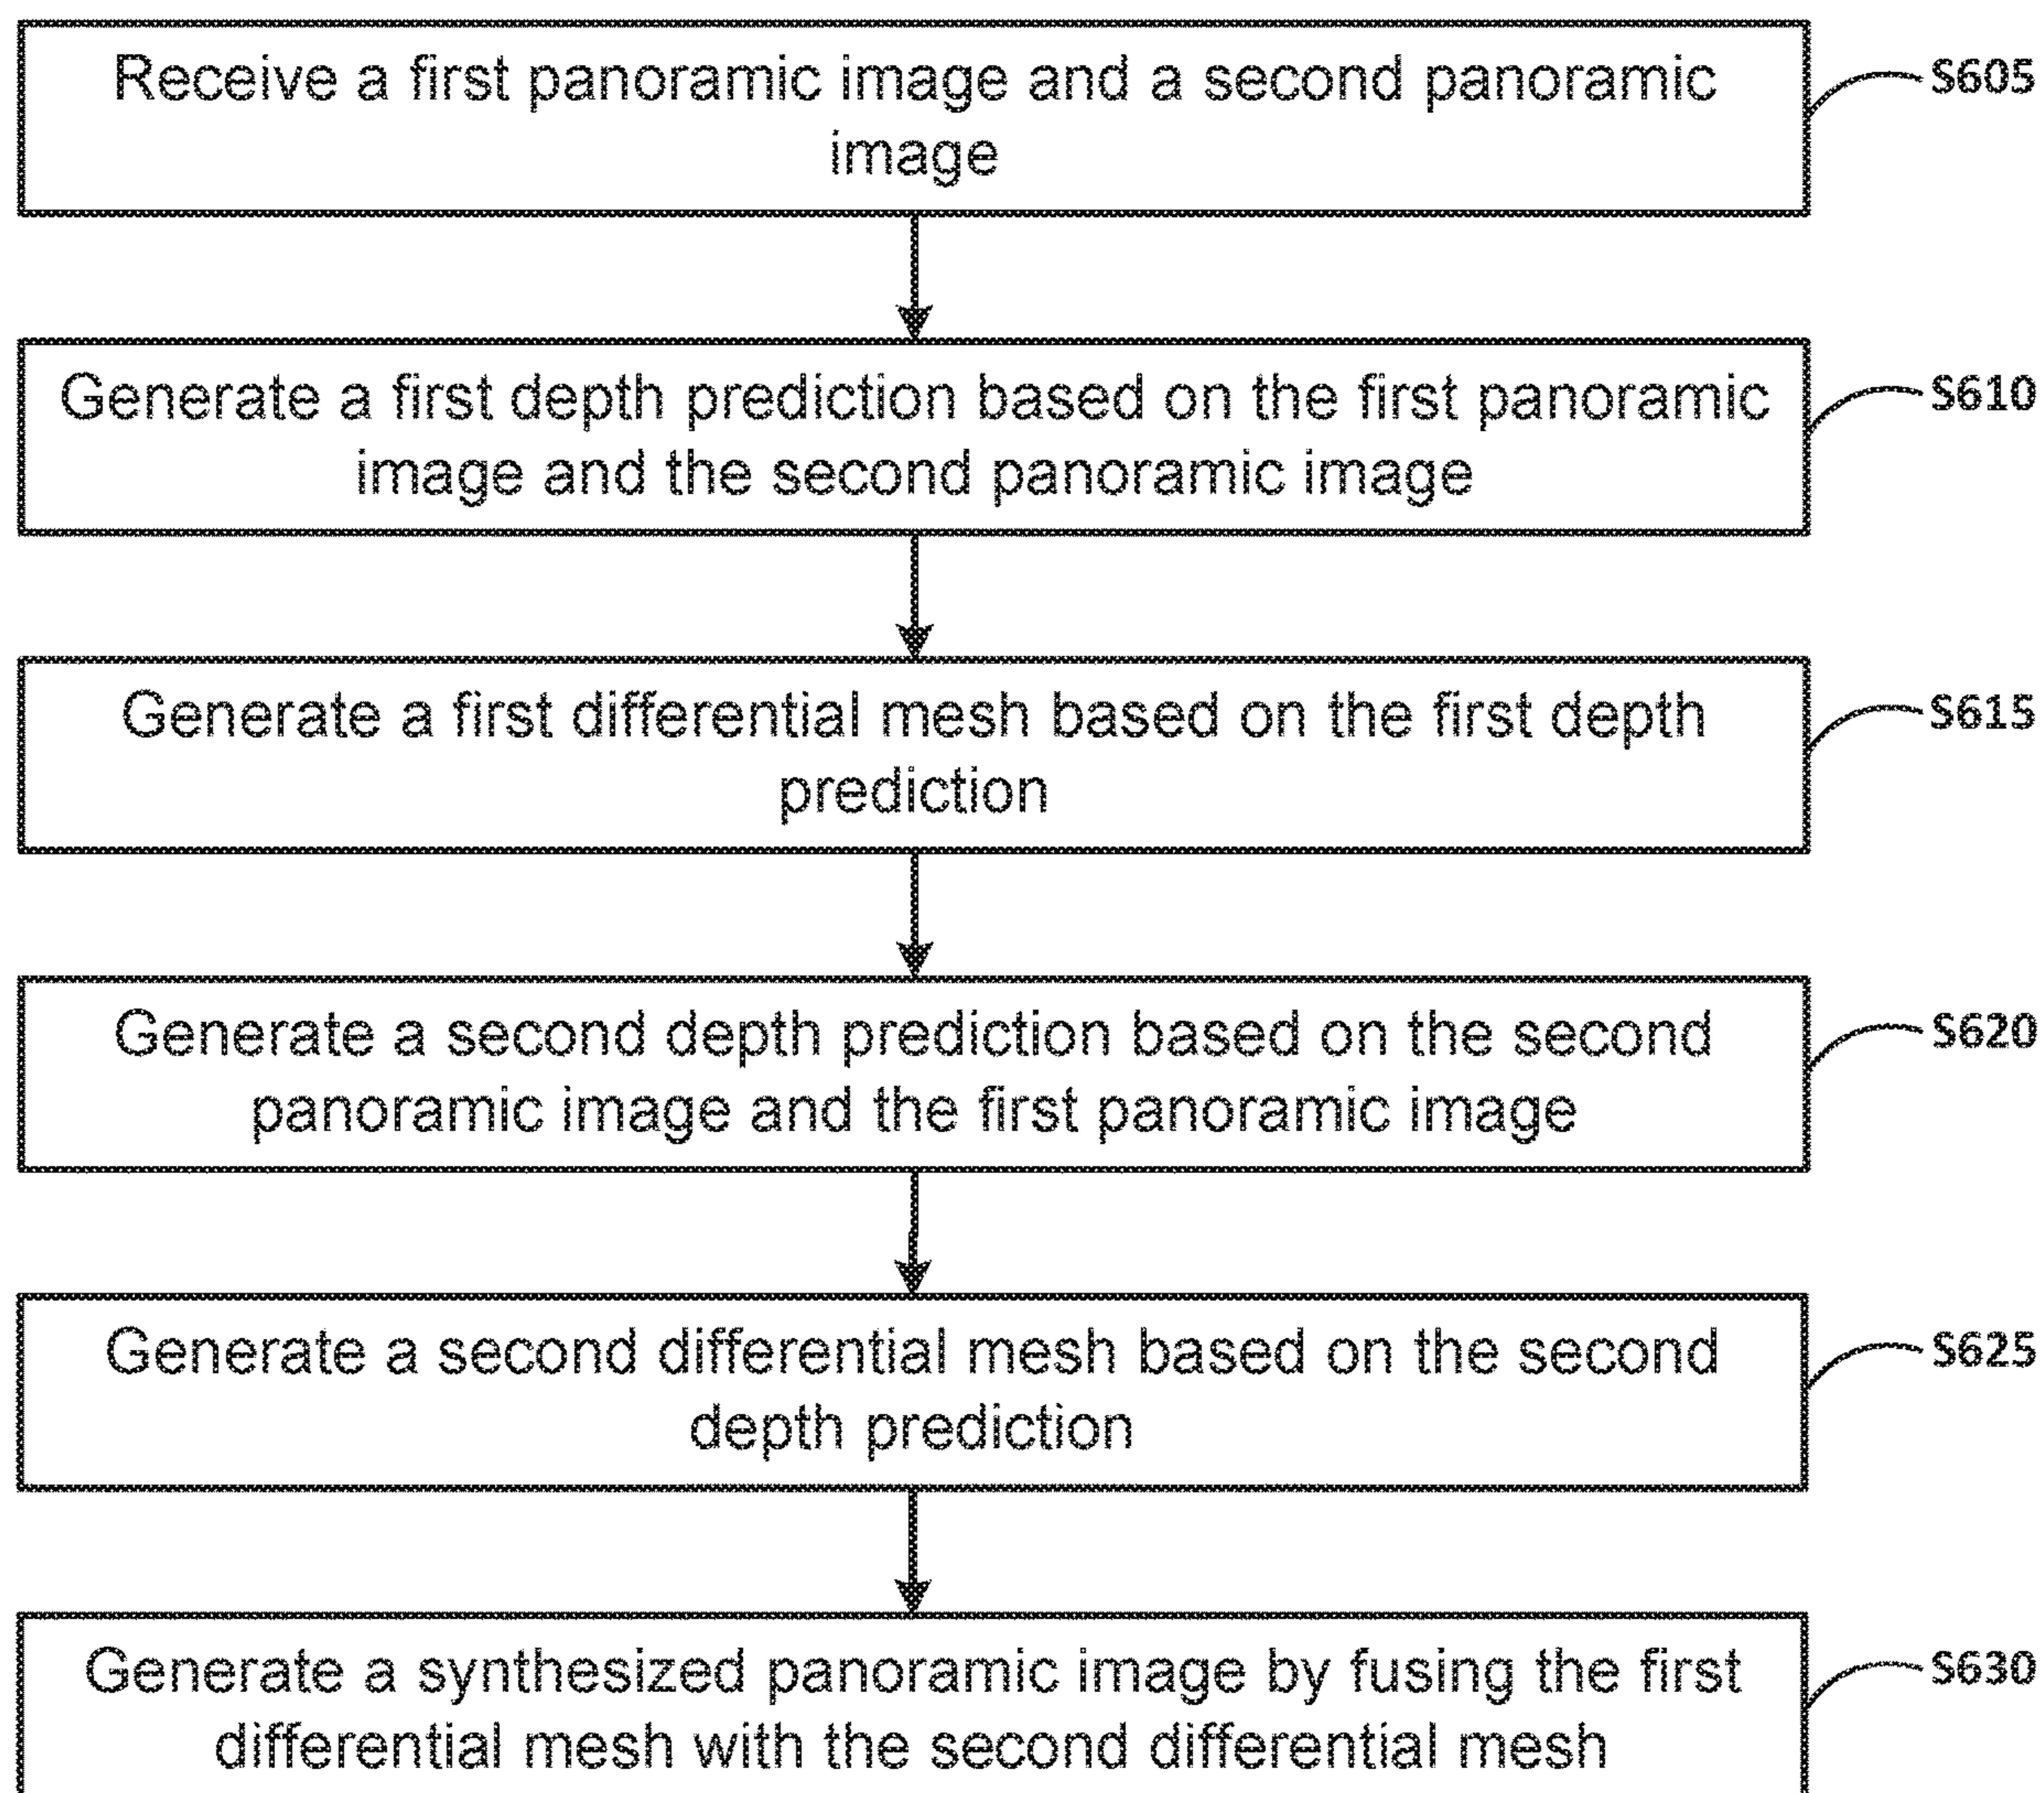 Receive a first panoramic image and a second panoramic
image
S605
Generate a first depth prediction based on the first panoramic
image and the second panoramic image
S610
Generate a first differential mesh based on the first depth
prediction
S615
Generate a second depth prediction based on the second
panoramic image and the first panoramic image
S620
Generate a second differential mesh based on the second
depth prediction
S625
Generate a synthesized panoramic image by fusing the first
differential mesh with the second differential mesh
S630